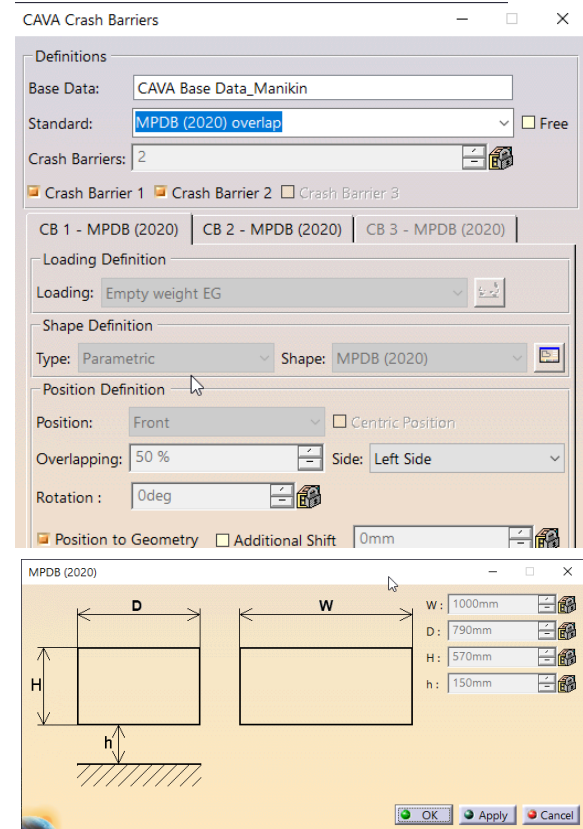 CAVA Crash Barriers
Definitions
Base Data: CAVA Base Data_Manikin
Standard: MPDB (2020) overlap Free
Crash Barriers: 2
Crash Barrier 1 Crash Barrier 2 Crash Barrier 3
CB 1 - MPDB (2020) CB 2 - MPDB (2020) CB 3 - MPDB (2020)
Loading Definition
Loading: Empty weight EG
Shape Definition
Type: Parametric Shape: MPDB (2020)
Position Definition
Position: Front Centric Position
Overlapping: 50 % Side: Left Side
Rotation : 0deg
Position to Geometry Additional Shift 0mm
MPDB (2020)
D W W : 1000mm
D : 790mm
H H : 570mm
h h : 150mm
OK Apply Cancel